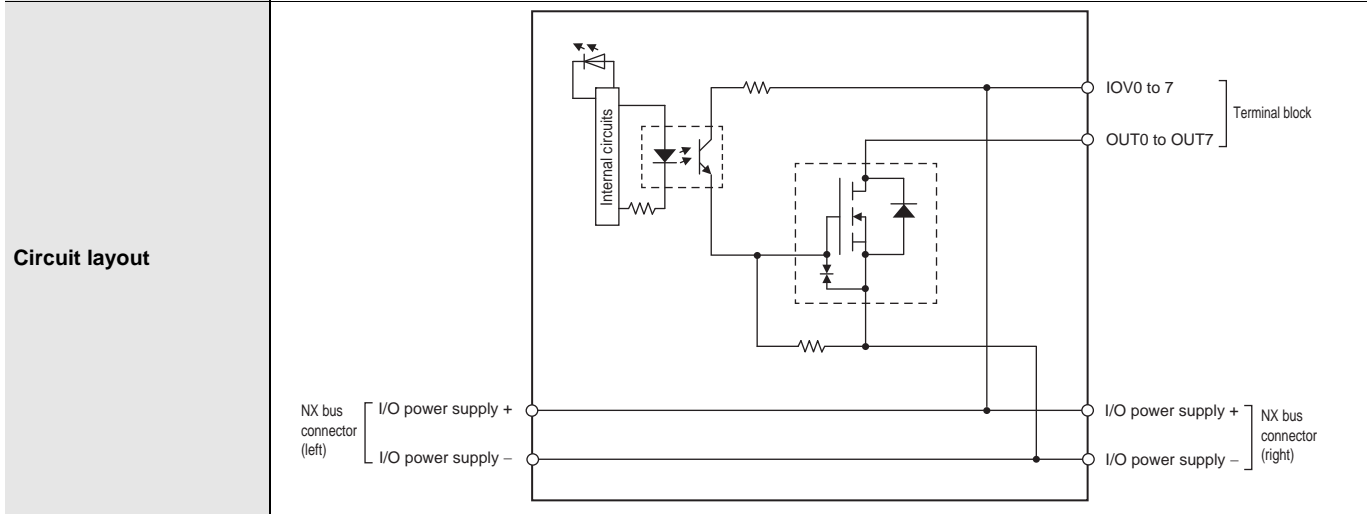 Circuit layout
Internal circuits
IOV0 to 7
OUT0 to OUT7
Terminal block
NX bus
connector
(left)
I/O power supply +
I/O power supply −
I/O power supply +
I/O power supply −
NX bus
connector
(right)